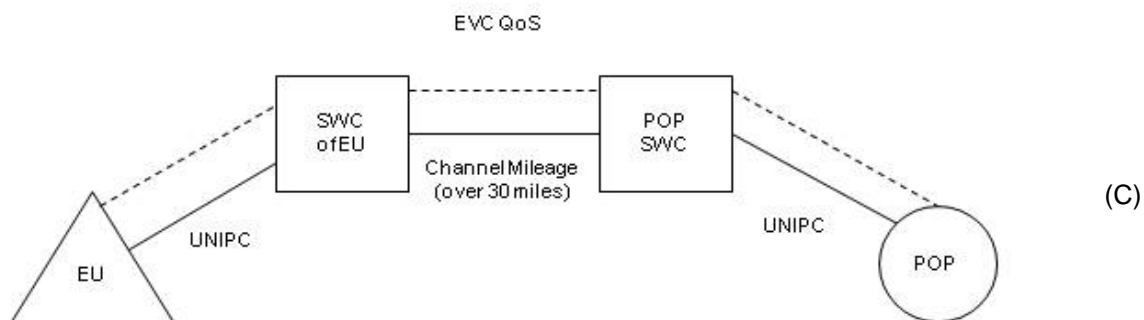 EVC QoS
SWC
of EU
POP
SWC
Channel Mileage
(over 30 miles)
(C)
UNIPC
UNIPC
EU
POP